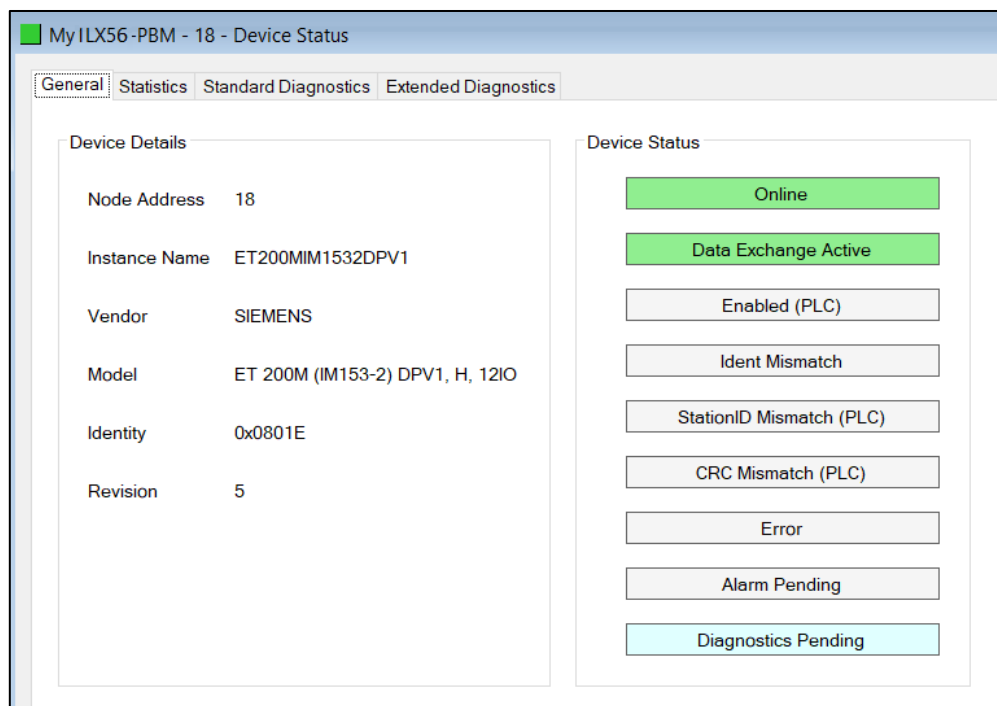 My ILX56-PBM - 18 - Device Status
General Statistics Standard Diagnostics Extended Diagnostics
Device Details
Node Address 18
Instance Name ET200MIM1532DPV1
Vendor SIEMENS
Model ET 200M (IM153-2) DPV1, H, 12IO
Identity 0x0801E
Revision 5
Device Status
Online
Data Exchange Active
Enabled (PLC)
Ident Mismatch
StationID Mismatch (PLC)
CRC Mismatch (PLC)
Error
Alarm Pending
Diagnostics Pending